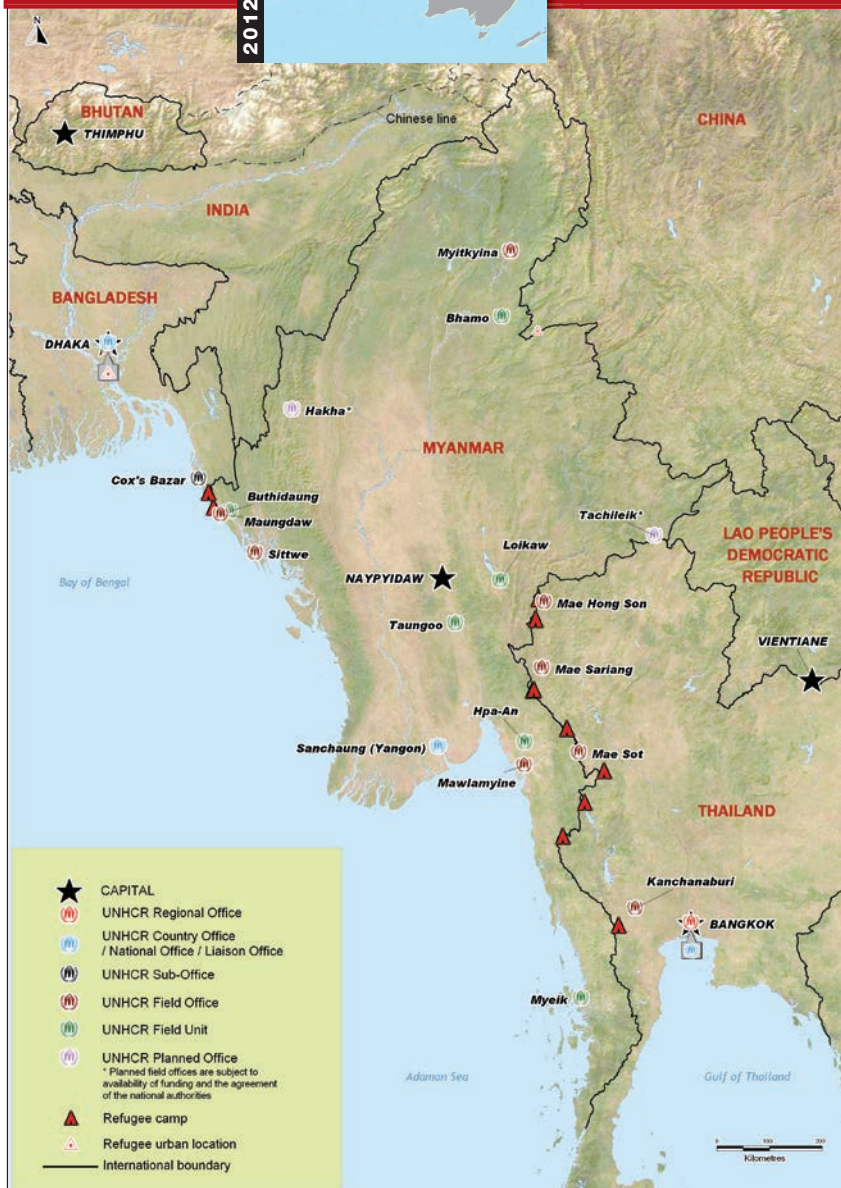 2012
N
BHUTAN
THIMPHU
Chinese line
CHINA
INDIA
Myitkyina
BANGLADESH
Bhamo
DHAKA
Hakha*
MYANMAR
Cox's Bazar
Buthidaung
Maungdaw
Tachileik*
LAO PEOPLE'S
DEMOCRATIC
REPUBLIC
Sittwe
Loikaw
Bay of Bengal
NAYPYIDAW
Mae Hong Son
Taungoo
VIENTIANE
Mae Sariang
Hpa-An
Sanchaung (Yangon)
Mae Sot
Mawlamyine
THAILAND
Kanchanaburi
BANGKOK
Myeik
Adaman Sea
Gulf of Thailand
CAPITAL
UNHCR Regional Office
UNHCR Country Office
/ National Office / Liaison Office
UNHCR Sub-Office
UNHCR Field Office
UNHCR Field Unit
UNHCR Planned Office
* Planned field offices are subject to
availability of funding and the agreement
of the national authorities
Refugee camp
Refugee urban location
International boundary
0 100 200
Kilometres